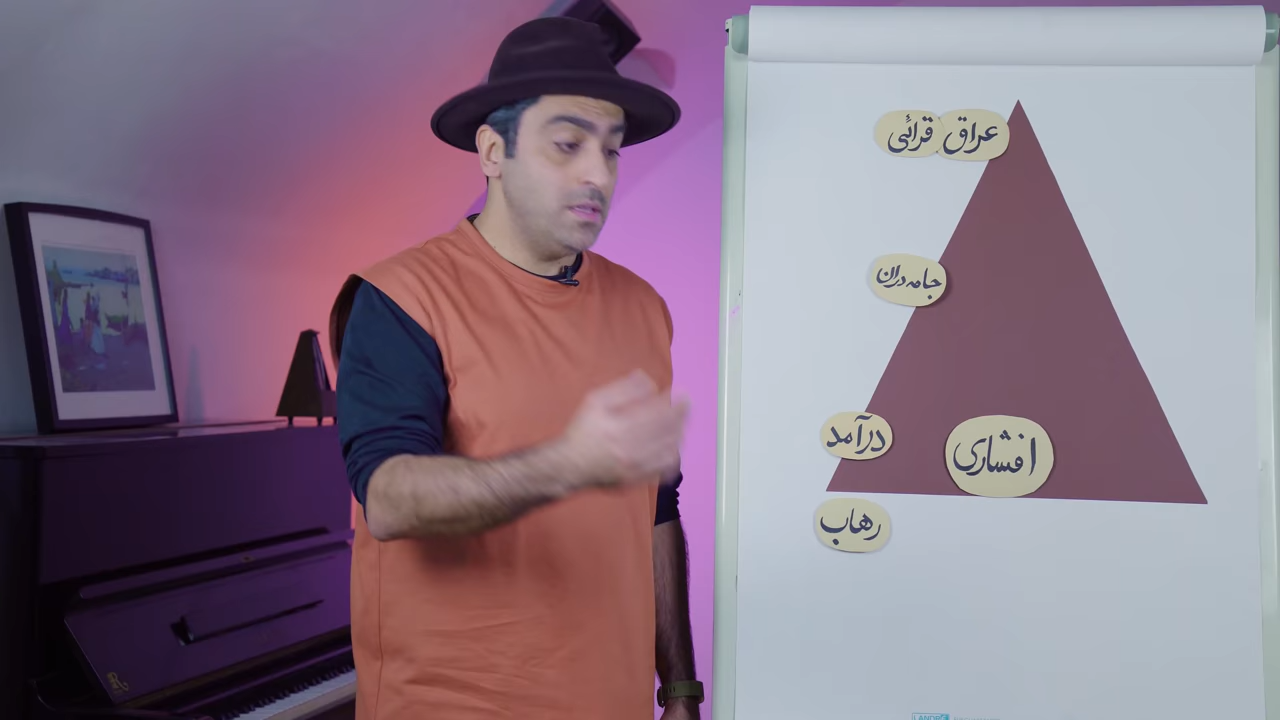 عراق قرائی
جامه دران
درآمد
افشاری
رهاب